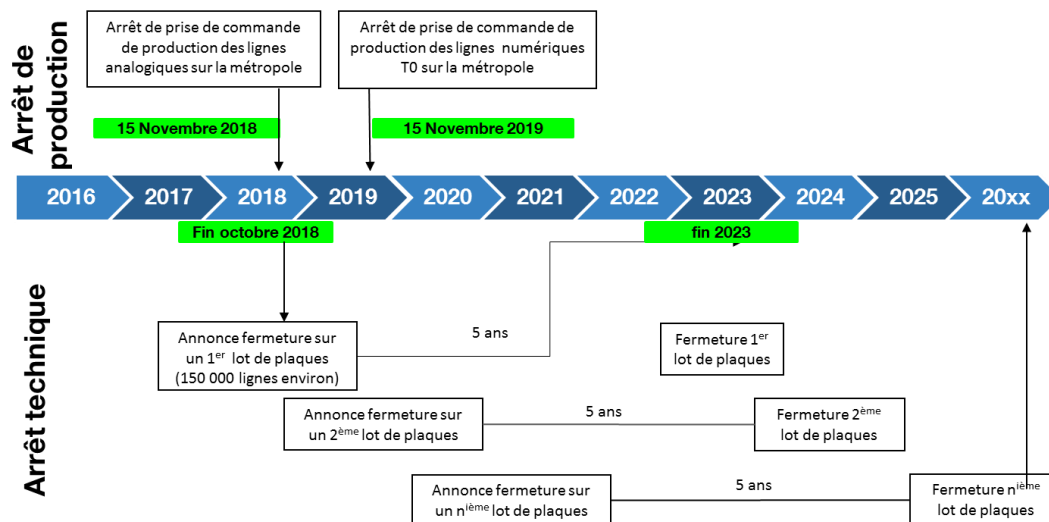 Arrêt de
production
Arrêt de prise de commande
de production des lignes
analogiques sur la métropole
Arrêt de prise de commande de
production des lignes numériques
T0 sur la métropole
15 Novembre 2018
15 Novembre 2019
2016
2017
2018
2019
2020
2021
2022
2023
2024
2025
20xx
Fin octobre 2018
fin 2023
Arrêt technique
Annonce fermeture sur
un 1er lot de plaques
(150 000 lignes environ)
5 ans
Fermeture 1er
lot de plaques
Annonce fermeture sur
un 2ème lot de plaques
5 ans
Fermeture 2ème
lot de plaques
Annonce fermeture sur
un nième lot de plaques
5 ans
Fermeture nième
lot de plaques